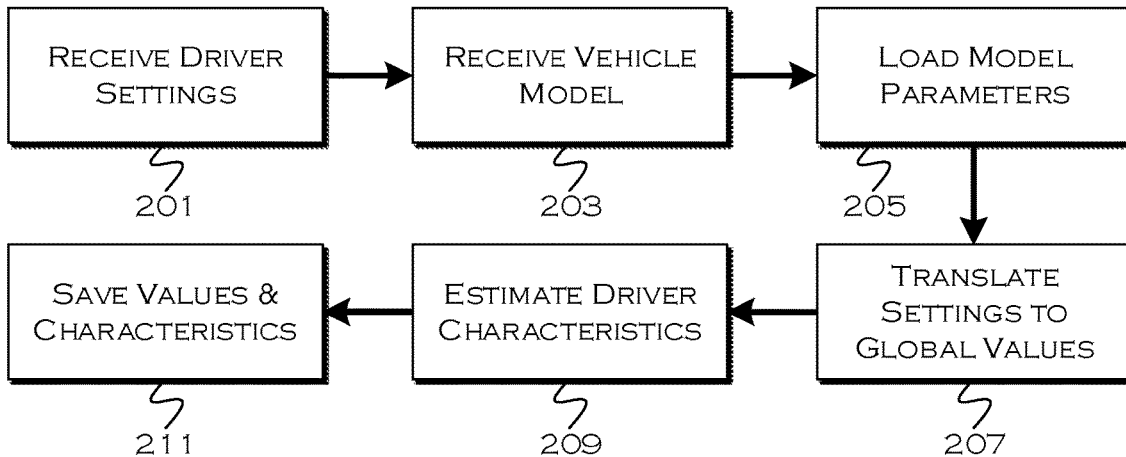 RECEIVE DRIVER
SETTINGS
201
RECEIVE VEHICLE
MODEL
203
LOAD MODEL
PARAMETERS
205
TRANSLATE
SETTINGS TO
GLOBAL VALUES
207
ESTIMATE DRIVER
CHARACTERISTICS
209
SAVE VALUES &
CHARACTERISTICS
211